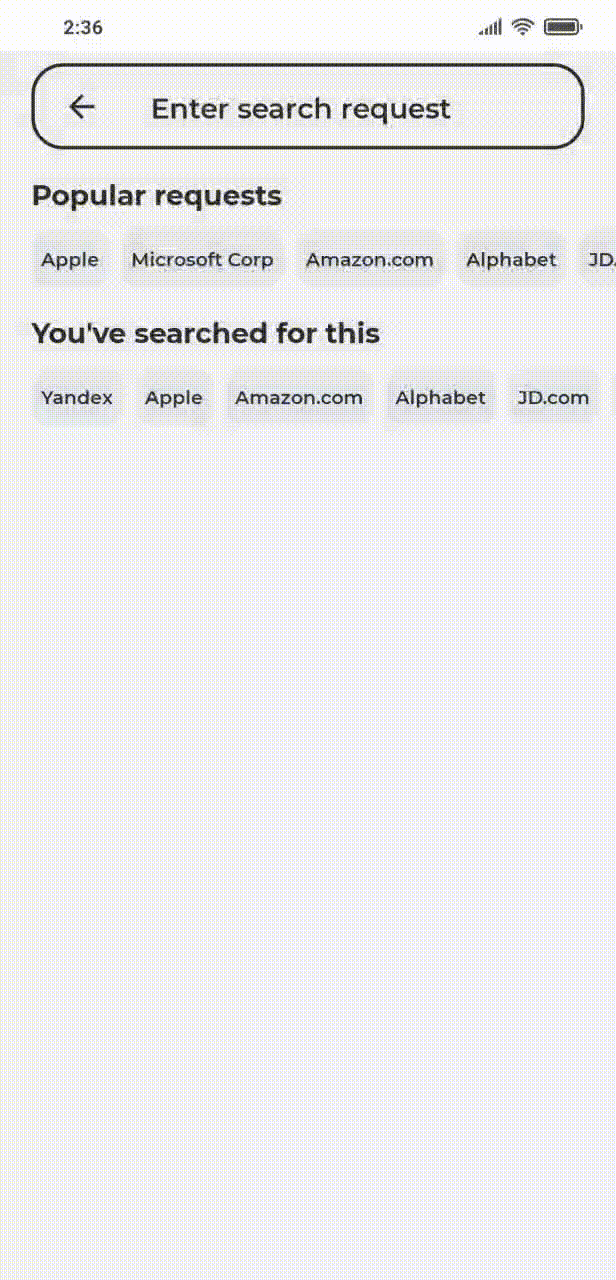 2:36
Enter search request
Popular requests
Apple Microsoft Corp Amazon.com Alphabet JD.
You've searched for this
Yandex Apple Amazon.com Alphabet JD.com